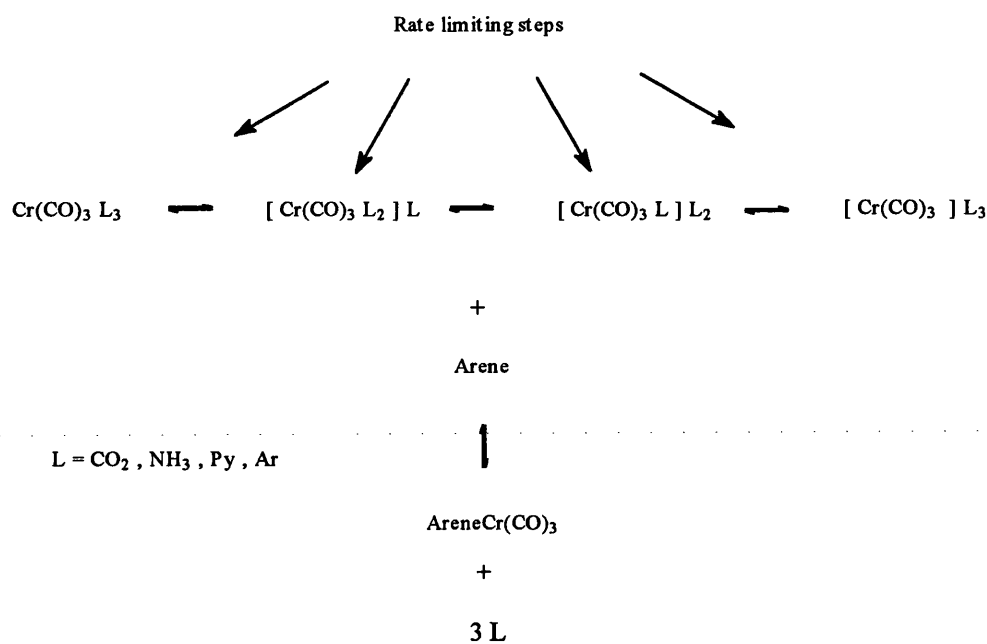 Rate limiting steps
Cr(CO)3 L3 [ Cr(CO)3 L2 ] L [ Cr(CO)3 L ] L2 [ Cr(CO)3 ] L3
+
Arene
L = CO2 , NH3 , Py , Ar
AreneCr(CO)3
+
3 L